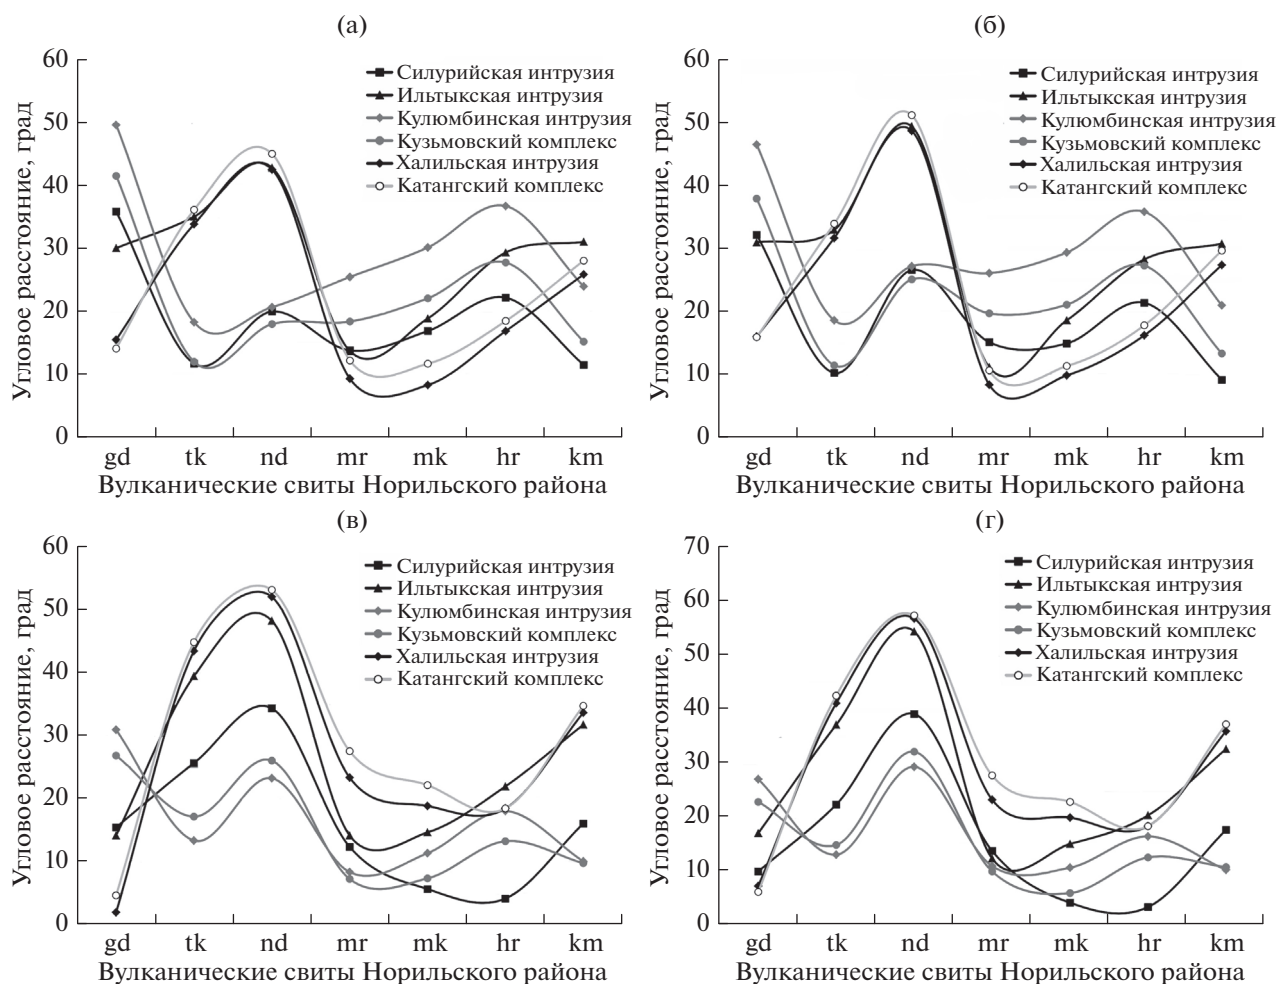 (а)
60
50
40
30
20
10
0
Угловое расстояние, град
Силурийская интрузия
Ильтыкская интрузия
Кулюмбинская интрузия
Кузьмовский комплекс
Халильская интрузия
Катангский комплекс
gd tk nd mr mk hr km
Вулканические свиты Норильского района
(б)
60
50
40
30
20
10
0
Угловое расстояние, град
Силурийская интрузия
Ильтыкская интрузия
Кулюмбинская интрузия
Кузьмовский комплекс
Халильская интрузия
Катангский комплекс
gd tk nd mr mk hr km
Вулканические свиты Норильского района
(в)
60
50
40
30
20
10
0
Угловое расстояние, град
Силурийская интрузия
Ильтыкская интрузия
Кулюмбинская интрузия
Кузьмовский комплекс
Халильская интрузия
Катангский комплекс
gd tk nd mr mk hr km
Вулканические свиты Норильского района
(г)
70
60
50
40
30
20
10
0
Угловое расстояние, град
Силурийская интрузия
Ильтыкская интрузия
Кулюмбинская интрузия
Кузьмовский комплекс
Халильская интрузия
Катангский комплекс
gd tk nd mr mk hr km
Вулканические свиты Норильского района